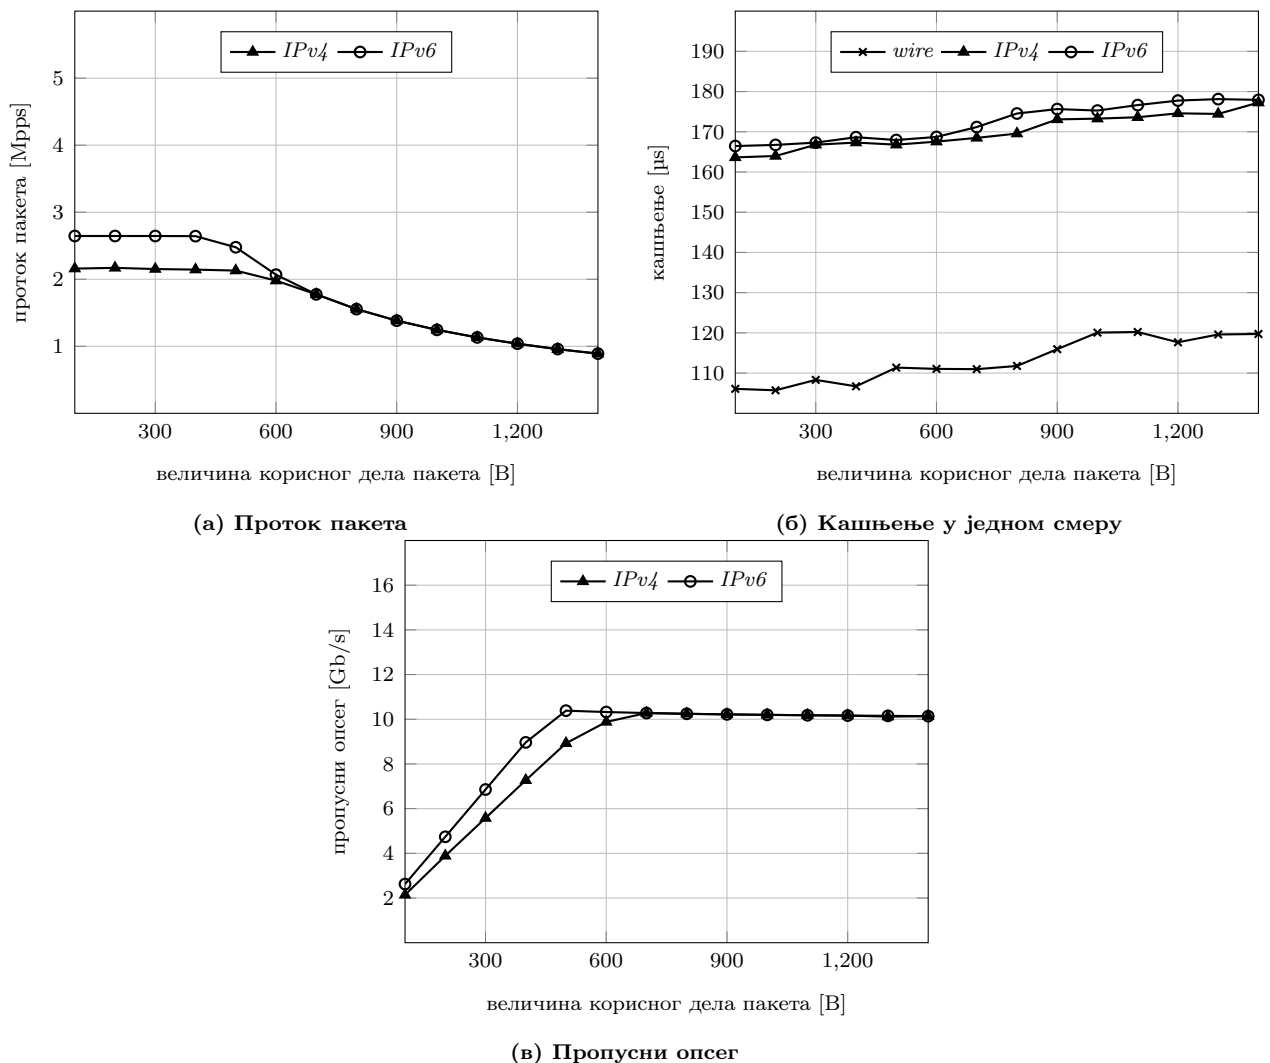 IPv4 IPv6
5
4
3
2
1
проток пакета [Mpps]
300 600 900 1,200
величина корисног дела пакета [B]
(а) Проток пакета
wire IPv4 IPv6
190
180
170
160
150
140
130
120
110
кашњење [µs]
300 600 900 1,200
величина корисног дела пакета [B]
(б) Кашњење у једном смеру
IPv4 IPv6
16
14
12
10
8
6
4
2
пропусни опсег [Gb/s]
300 600 900 1,200
величина корисног дела пакета [B]
(в) Пропусни опсег